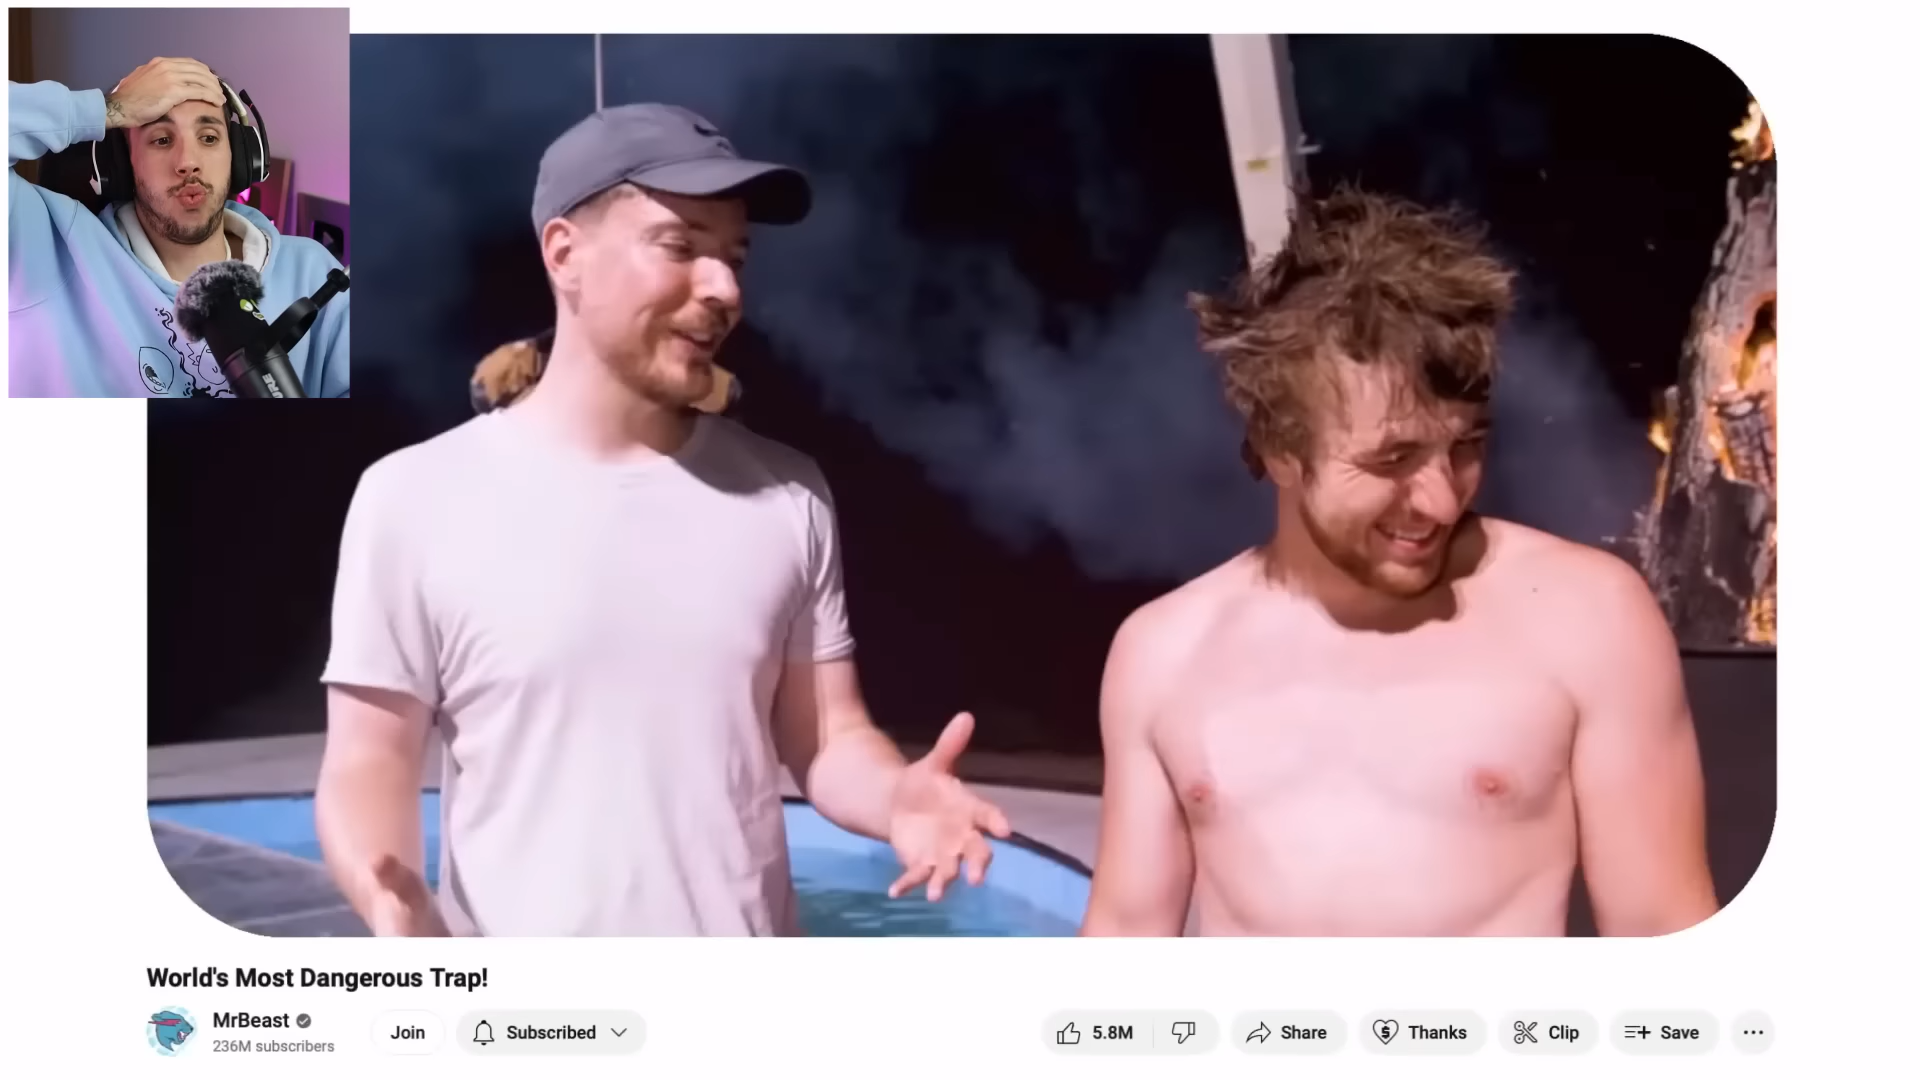 World's Most Dangerous Trap!
MrBeast
236M subscribers
Join
Subscribed
5.8M
Share
Thanks
Clip
Save